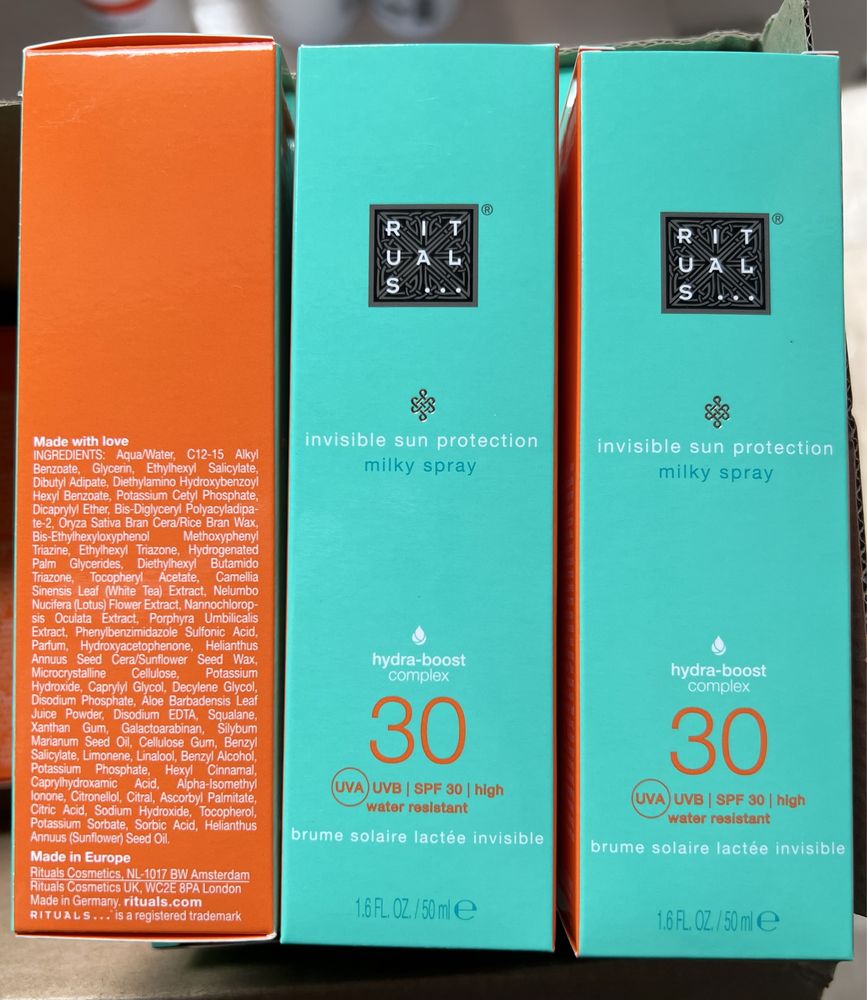 Made with love
INGREDIENTS: Aqua/Water, C12-15 Alkyl
Benzoate, Glycerin, Ethylhexyl Salicylate,
Dibutyl Adipate, Diethylamino Hydroxybenzoyl
Hexyl Benzoate, Potassium Cetyl Phosphate,
Dicaprylyl Ether, Bis-Diglyceryl Polyacyladipa-
te-2, Oryza Sativa Bran Cera/Rice Bran Wax,
Bis-Ethylhexyloxyphenol Methoxyphenyl
Triazine, Ethylhexyl Triazone, Hydrogenated
Palm Glycerides, Diethylhexyl Butamido
Triazone, Tocopheryl Acetate, Camellia
Sinensis Leaf (White Tea) Extract, Nelumbo
Nucifera (Lotus) Flower Extract, Nannochlorop-
sis Oculata Extract, Porphyra Umbilicalis
Extract, Phenylbenzimidazole Sulfonic Acid,
Parfum, Hydroxyacetophenone, Helianthus
Annuus Seed Cera/Sunflower Seed Wax,
Microcrystalline Cellulose, Potassium
Hydroxide, Caprylyl Glycol, Decylene Glycol,
Disodium Phosphate, Aloe Barbadensis Leaf
Juice Powder, Disodium EDTA, Squalane,
Xanthan Gum, Galactoarabinan, Silybum
Marianum Seed Oil, Cellulose Gum, Benzyl
Salicylate, Limonene, Linalool, Benzyl Alcohol,
Potassium Phosphate, Hexyl Cinnamal,
Caprylhydroxamic Acid, Alpha-Isomethyl
Ionone, Citronellol, Citral, Ascorbyl Palmitate,
Citric Acid, Sodium Hydroxide, Tocopherol,
Potassium Sorbate, Sorbic Acid, Helianthus
Annuus (Sunflower) Seed Oil.
Made in Europe
Rituals Cosmetics, NL-1017 BW Amsterdam
Rituals Cosmetics UK, WC2E 8PA London
Made in Germany. rituals.com
RITUALS... is a registered trademark
RIT
UAL
S... ®
invisible sun protection
milky spray
hydra-boost
complex
30
UVA UVB | SPF 30 | high
water resistant
brume solaire lactée invisible
1.6 FL. OZ. / 50 ml ℮
RIT
UAL
S... ®
invisible sun protection
milky spray
hydra-boost
complex
30
UVA UVB | SPF 30 | high
water resistant
brume solaire lactée invisible
1.6 FL. OZ. / 50 ml ℮